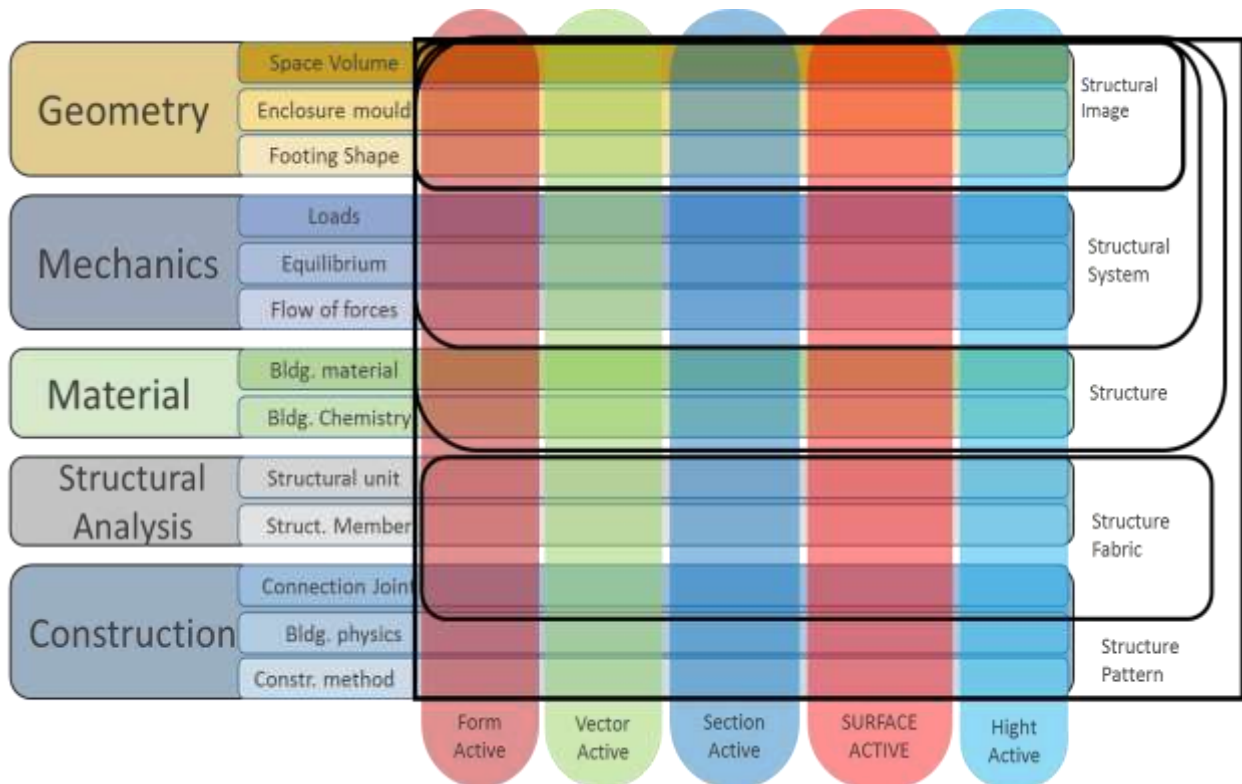 Geometry
Space Volume
Enclosure mould
Footing Shape
Structural
Image
Mechanics
Loads
Equilibrium
Flow of forces
Structural
System
Material
Bldg. material
Bldg. Chemistry
Structure
Structural
Analysis
Structural unit
Struct. Member
Structure
Fabric
Construction
Connection Joint
Bldg. physics
Constr. method
Structure
Pattern
Form
Active
Vector
Active
Section
Active
SURFACE
ACTIVE
Hight
Active